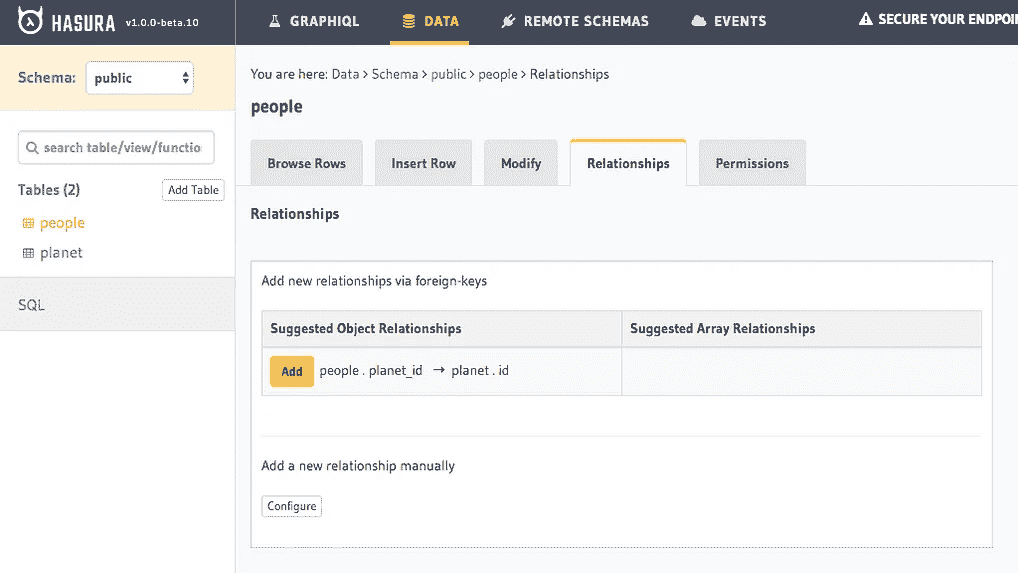 HASURA v1.0.0-beta.10
GRAPHIQL
DATA
REMOTE SCHEMAS
EVENTS
SECURE YOUR ENDPOI
Schema:
public
search table/view/functio
Tables (2)
Add Table
people
planet
SQL
You are here: Data > Schema > public > people > Relationships
people
Browse Rows
Insert Row
Modify
Relationships
Permissions
Relationships
Add new relationships via foreign-keys
Suggested Object Relationships
Suggested Array Relationships
Add
people . planet_id → planet . id
Add a new relationship manually
Configure